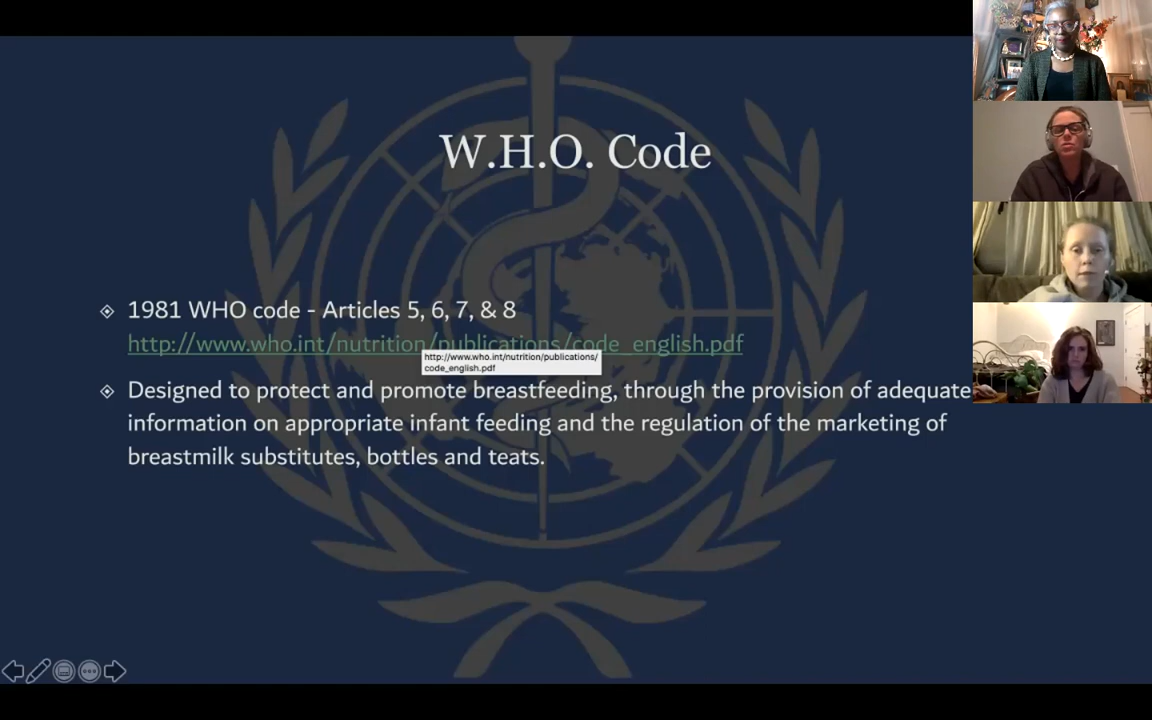 W.H.O. Code
1981 WHO code - Articles 5, 6, 7, & 8
http://www.who.int/nutrition/publications/code_english.pdf
http://www.who.int/nutrition/publications/
code_english.pdf
Designed to protect and promote breastfeeding, through the provision of adequate
information on appropriate infant feeding and the regulation of the marketing of
breastmilk substitutes, bottles and teats.